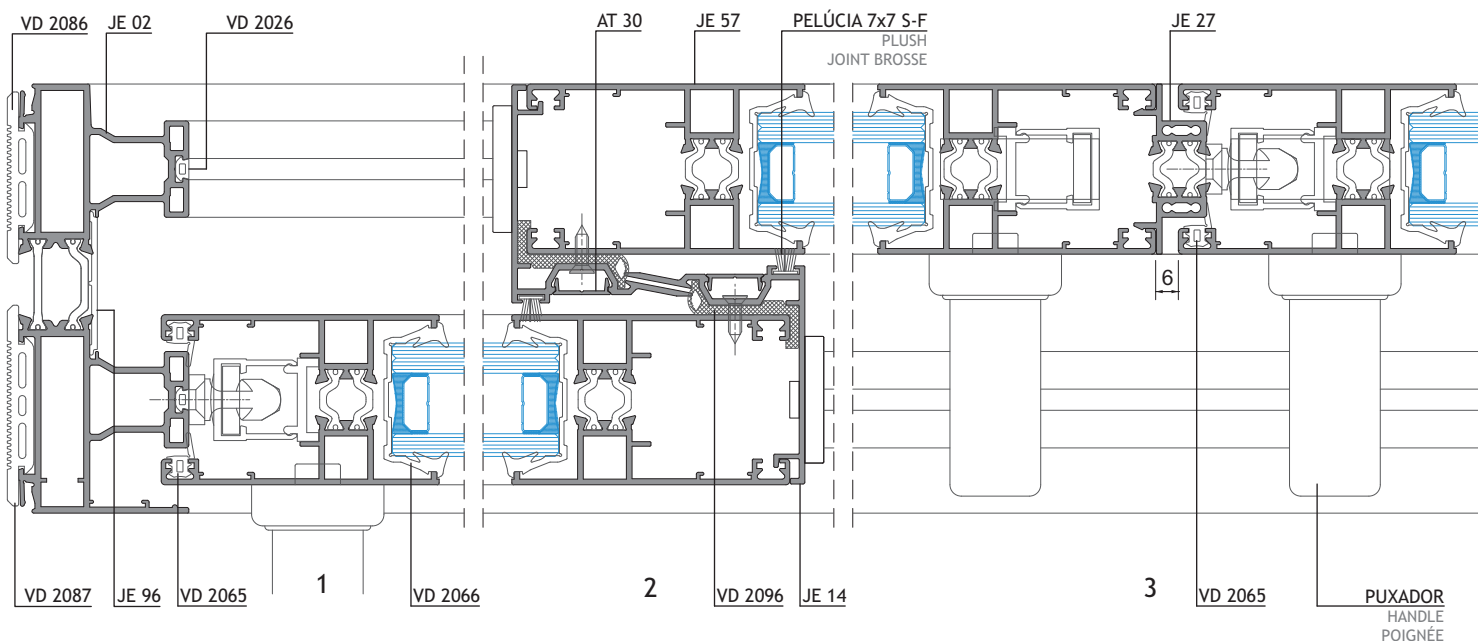 VD 2086
JE 02
VD 2026
AT 30
JE 57
PELÚCIA 7x7 S-F
PLUSH
JOINT BROSSE
JE 27
6
1
2
3
VD 2087
JE 96
VD 2065
VD 2066
VD 2096
JE 14
VD 2065
PUXADOR
HANDLE
POIGNÉE